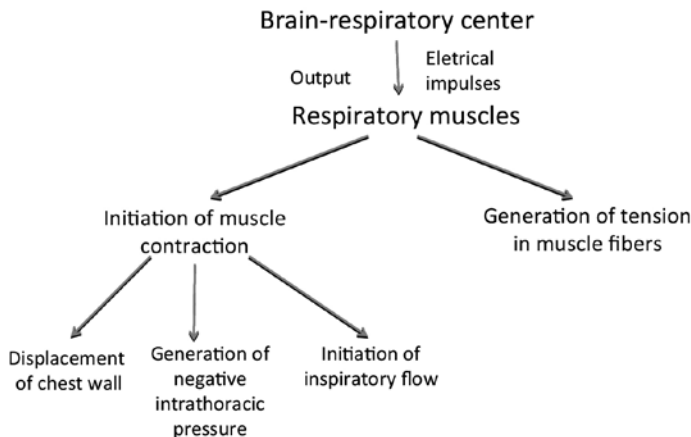 Brain-respiratory center
Output
Eletrical
impulses
Respiratory muscles
Initiation of muscle
contraction
Generation of tension
in muscle fibers
Displacement
of chest wall
Generation of
negative
intrathoracic
pressure
Initiation of
inspiratory flow